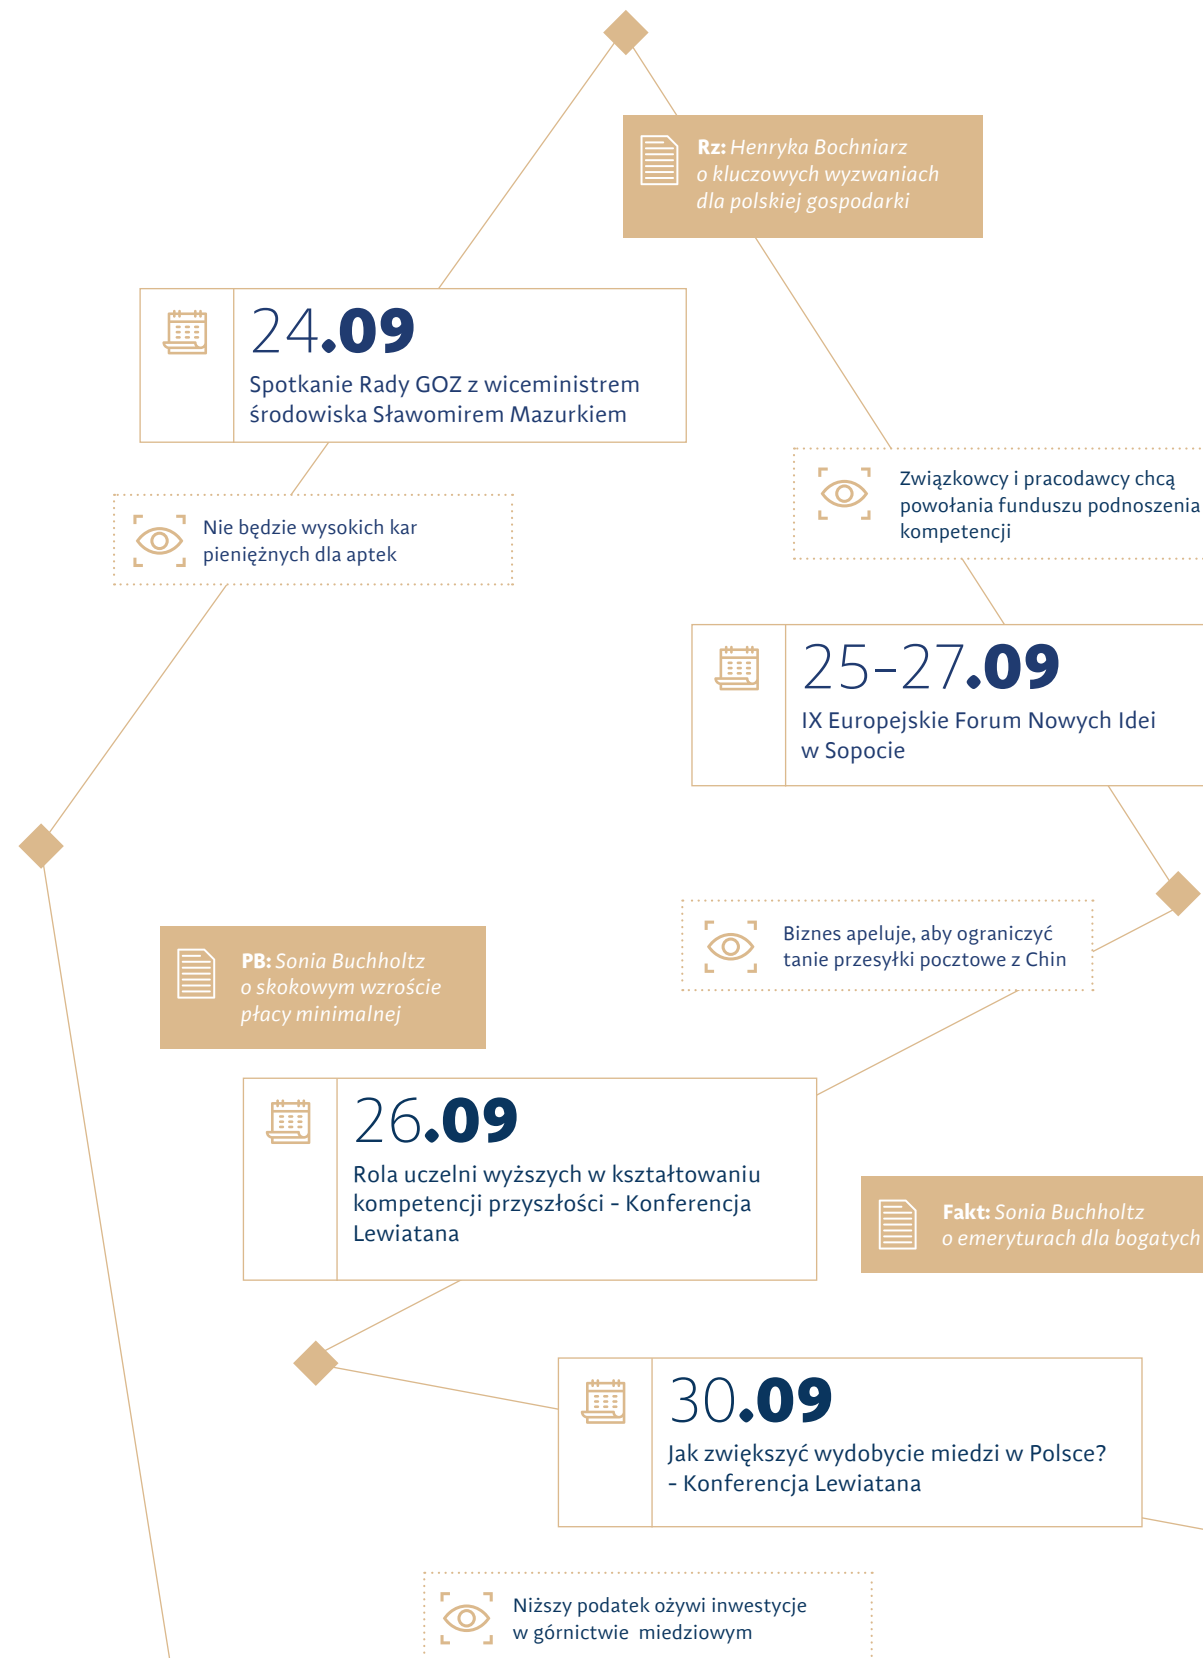 Rz: Henryka Bochniarz
o kluczowych wyzwaniach
dla polskiej gospodarki
24.09
Spotkanie Rady GOZ z wiceministrem
środowiska Sławomirem Mazurkiem
Związkowcy i pracodawcy chcą
powołania funduszu podnoszenia
kompetencji
Nie będzie wysokich kar
pieniężnych dla aptek
25–27.09
IX Europejskie Forum Nowych Idei
w Sopocie
Biznes apeluje, aby ograniczyć
tanie przesyłki pocztowe z Chin
PB: Sonia Buchholtz
o skokowym wzroście
płacy minimalnej
26.09
Rola uczelni wyższych w kształtowaniu
kompetencji przyszłości - Konferencja
Lewiatana
Fakt: Sonia Buchholtz
o emeryturach dla bogatych
30.09
Jak zwiększyć wydobycie miedzi w Polsce?
- Konferencja Lewiatana
Niższy podatek ożywi inwestycje
w górnictwie miedziowym